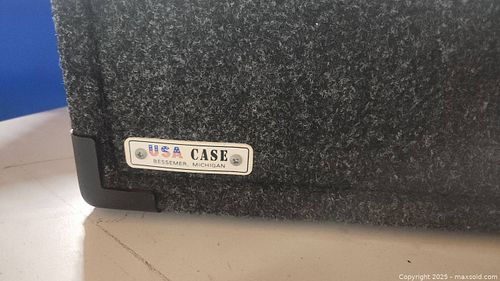 USA CASE
BESSEMER, MICHIGAN
Copyright © 2025 - maxsold.com